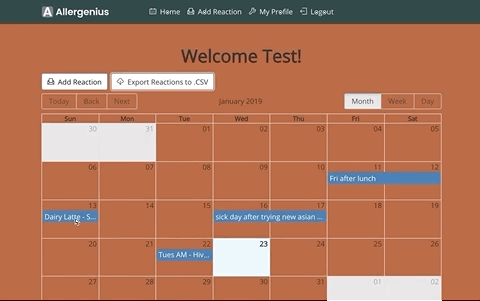 Allergenius Home Add Reaction My Profile Logout
Welcome Test!
Add Reaction Export Reactions to .CSV
Today Back Next January 2019 Month Week Day
Sun Mon Tue Wed Thu Fri Sat
30 31 01 02 03 04 05
06 07 08 09 10 11 12
Fri after lunch
13 14 15 16 17 18 19
Dairy Latte - S... sick day after trying new asian ...
20 21 22 23 24 25 26
Tues AM - Hiv...
27 28 29 30 31 01 02